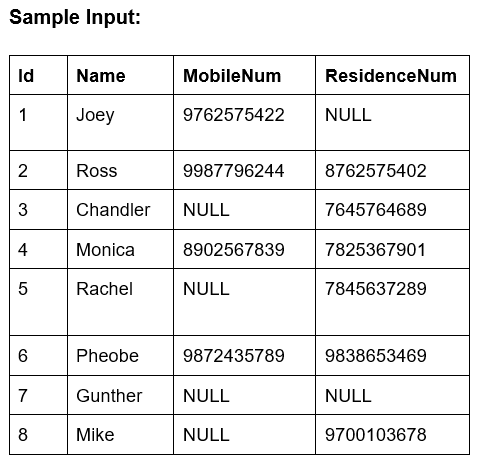 Sample Input:
Id Name MobileNum ResidenceNum
1 Joey 9762575422 NULL
2 Ross 9987796244 8762575402
3 Chandler NULL 7645764689
4 Monica 8902567839 7825367901
5 Rachel NULL 7845637289
6 Pheobe 9872435789 9838653469
7 Gunther NULL NULL
8 Mike NULL 9700103678